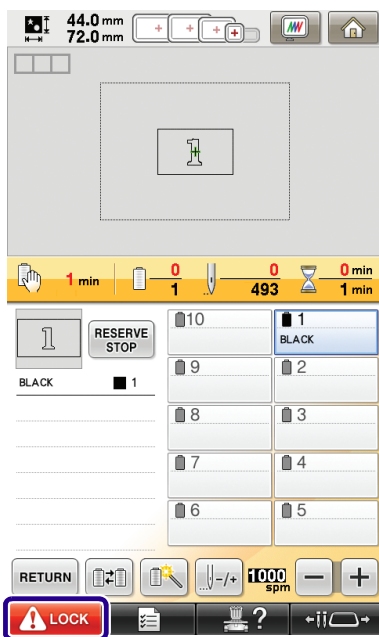 44.0 mm
72.0 mm
1
1 min
0
1
0
493
0 min
1 min
1
RESERVE
STOP
BLACK 1
10
1
BLACK
9
2
8
3
7
4
6
5
RETURN
-/+
1000
spm
- +
LOCK
?